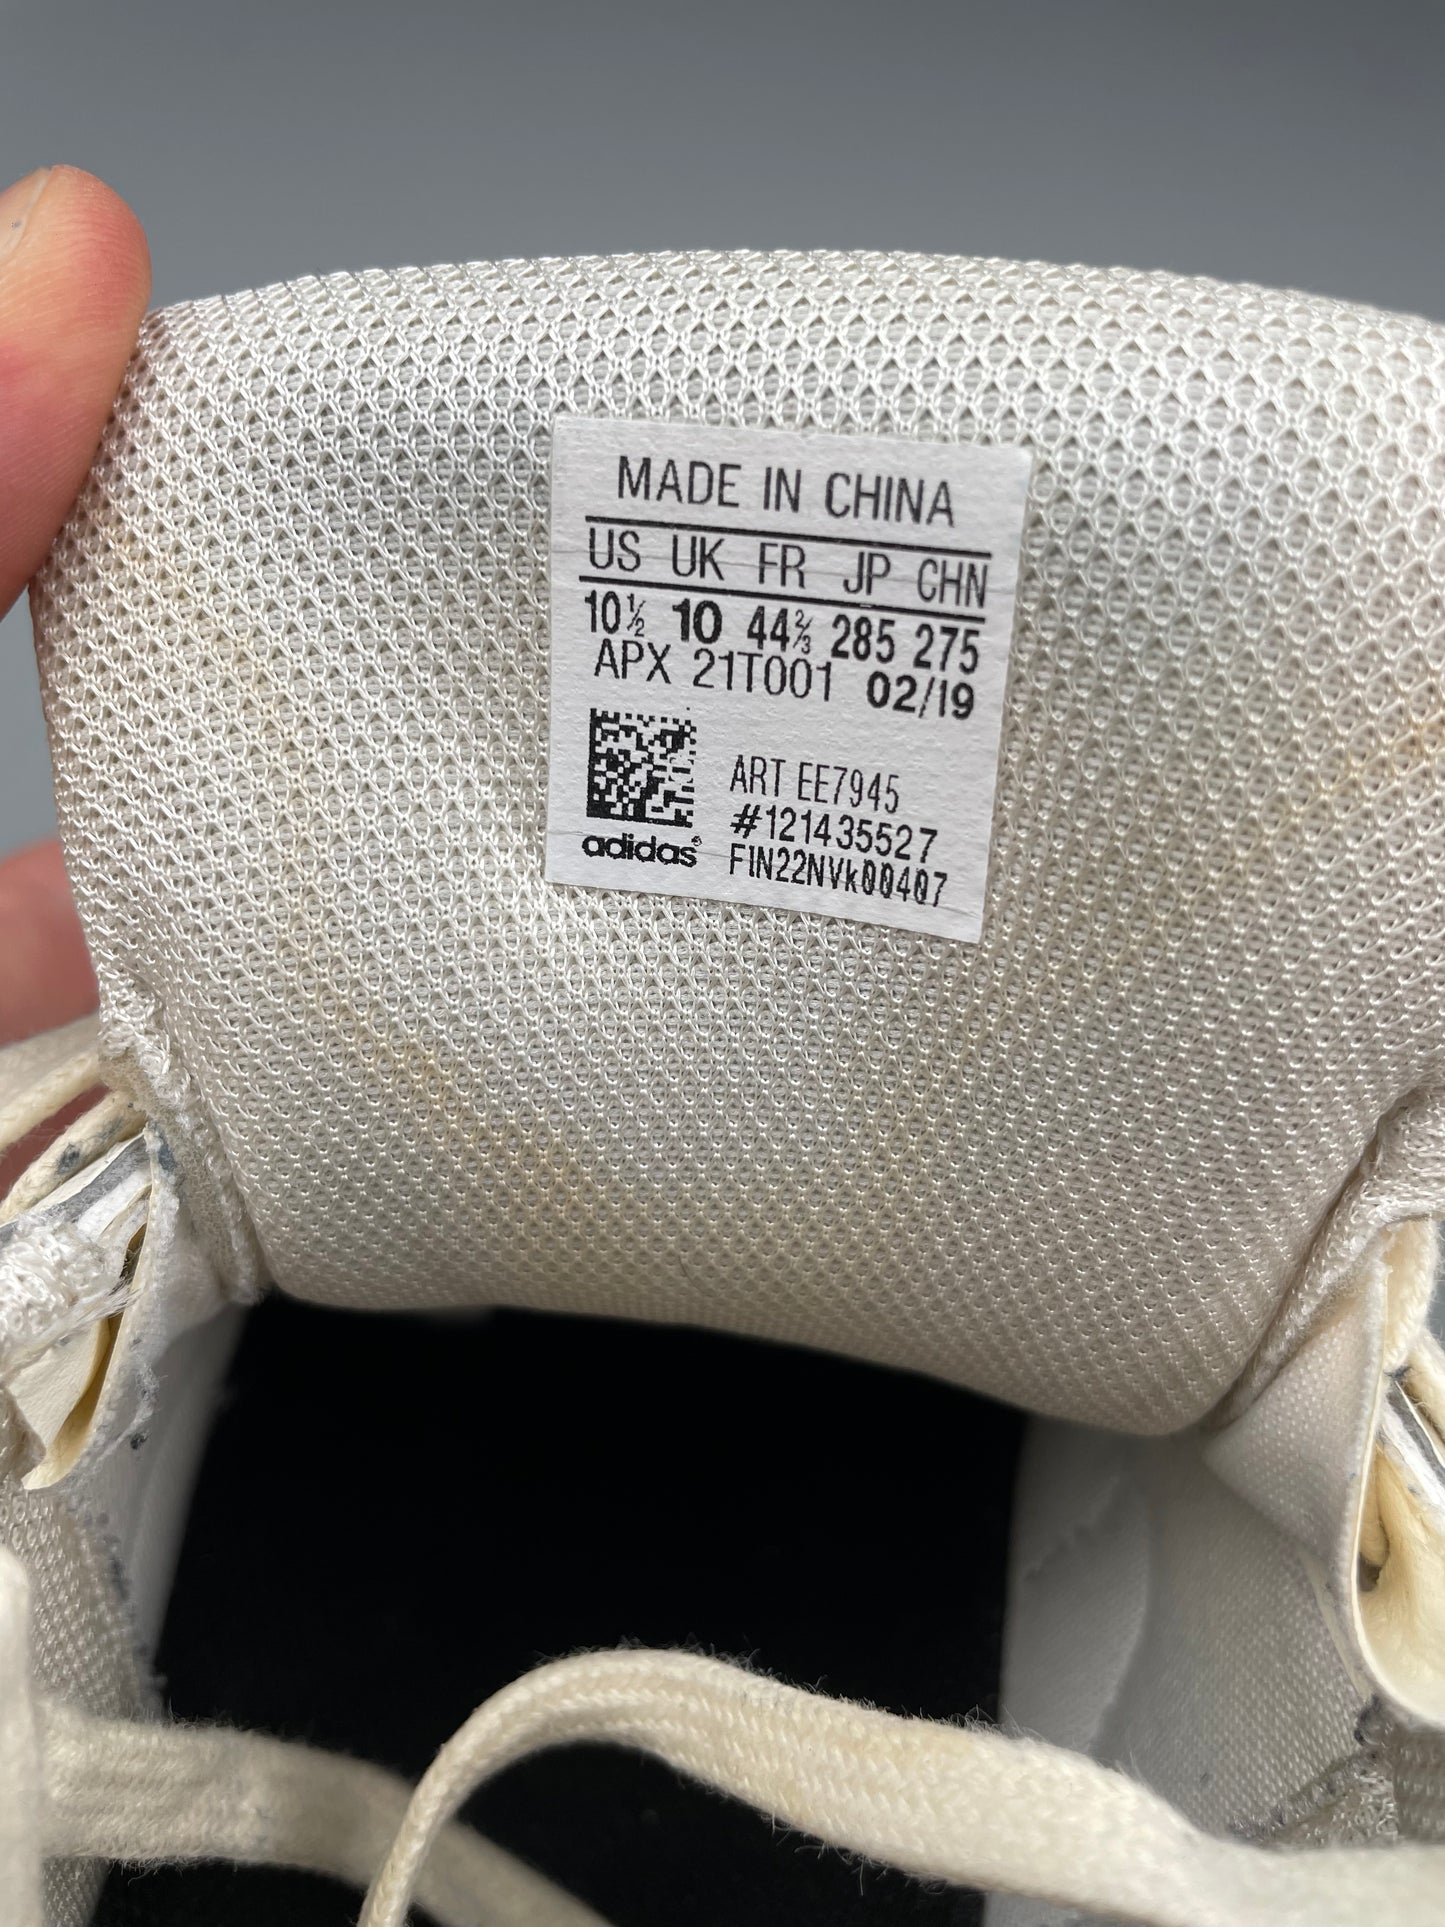 MADE IN CHINA
US UK FR JP CHN
10½ 10 44⅔ 285 275
APX 21T001 02/19
ART EE7945
#121435527
adidas® FIN22NVk00407